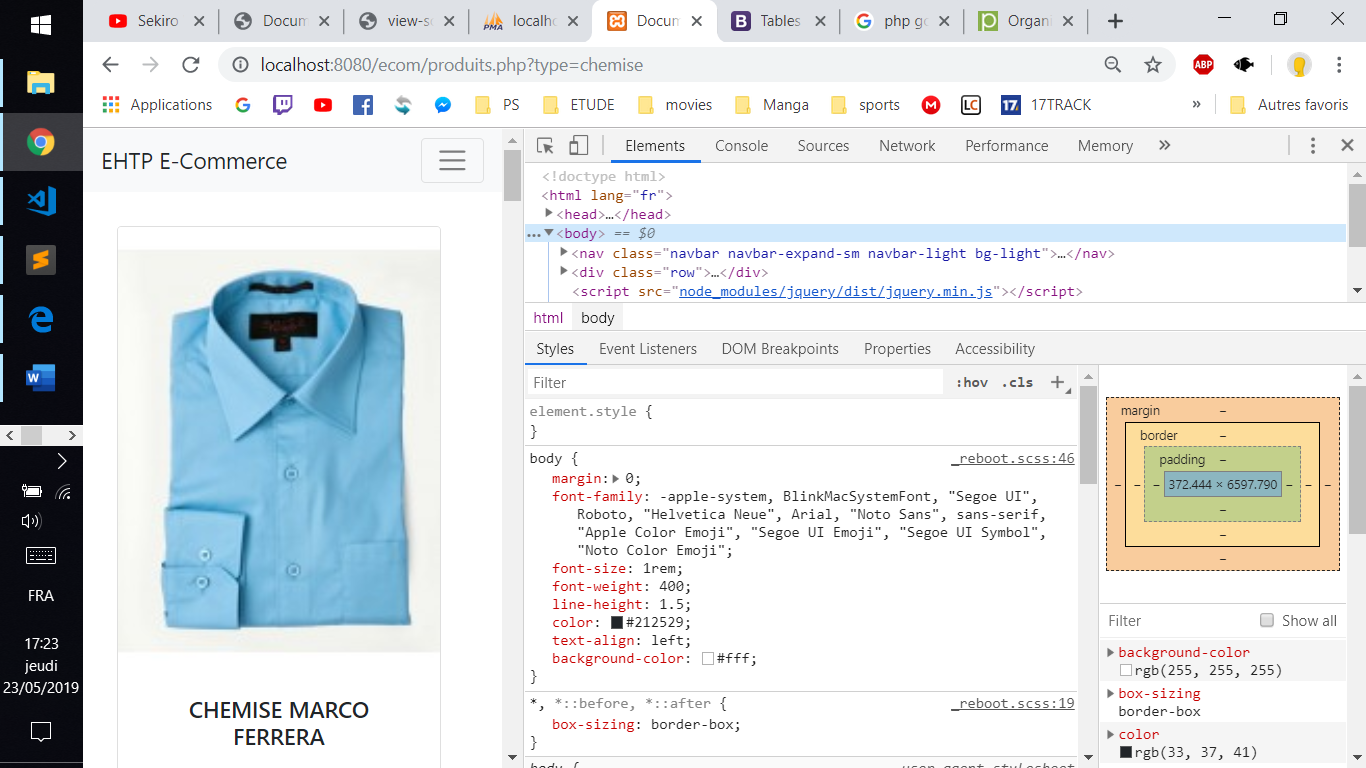 Sekiro
Docum
view-so
localho
Docum
Tables
php go
Organi
localhost:8080/ecom/produits.php?type=chemise
ABP
Applications
PS
ETUDE
movies
Manga
sports
M
LC
17
17TRACK
»
Autres favoris
EHTP E-Commerce
CHEMISE MARCO
FERRERA
Elements
Console
Sources
Network
Performance
Memory
»
<!doctype html>
<html lang="fr">
<head>…</head>
...<body> == $0
<nav class="navbar navbar-expand-sm navbar-light bg-light">…</nav>
<div class="row">…</div>
<script src="node_modules/jquery/dist/jquery.min.js"></script>
html
body
Styles
Event Listeners
DOM Breakpoints
Properties
Accessibility
Filter
:hov
.cls
element.style {
}
body {
_reboot.scss:46
margin: 0;
font-family: -apple-system, BlinkMacSystemFont, "Segoe UI",
Roboto, "Helvetica Neue", Arial, "Noto Sans", sans-serif,
"Apple Color Emoji", "Segoe UI Emoji", "Segoe UI Symbol",
"Noto Color Emoji";
font-size: 1rem;
font-weight: 400;
line-height: 1.5;
color: #212529;
text-align: left;
background-color: #fff;
}
*, *::before, *::after {
_reboot.scss:19
box-sizing: border-box;
}
body {
user agent stylesheet
margin
–
border
–
padding
–
372.444 × 6597.790
Filter
Show all
background-color
rgb(255, 255, 255)
box-sizing
border-box
color
rgb(33, 37, 41)
FRA
17:23
jeudi
23/05/2019